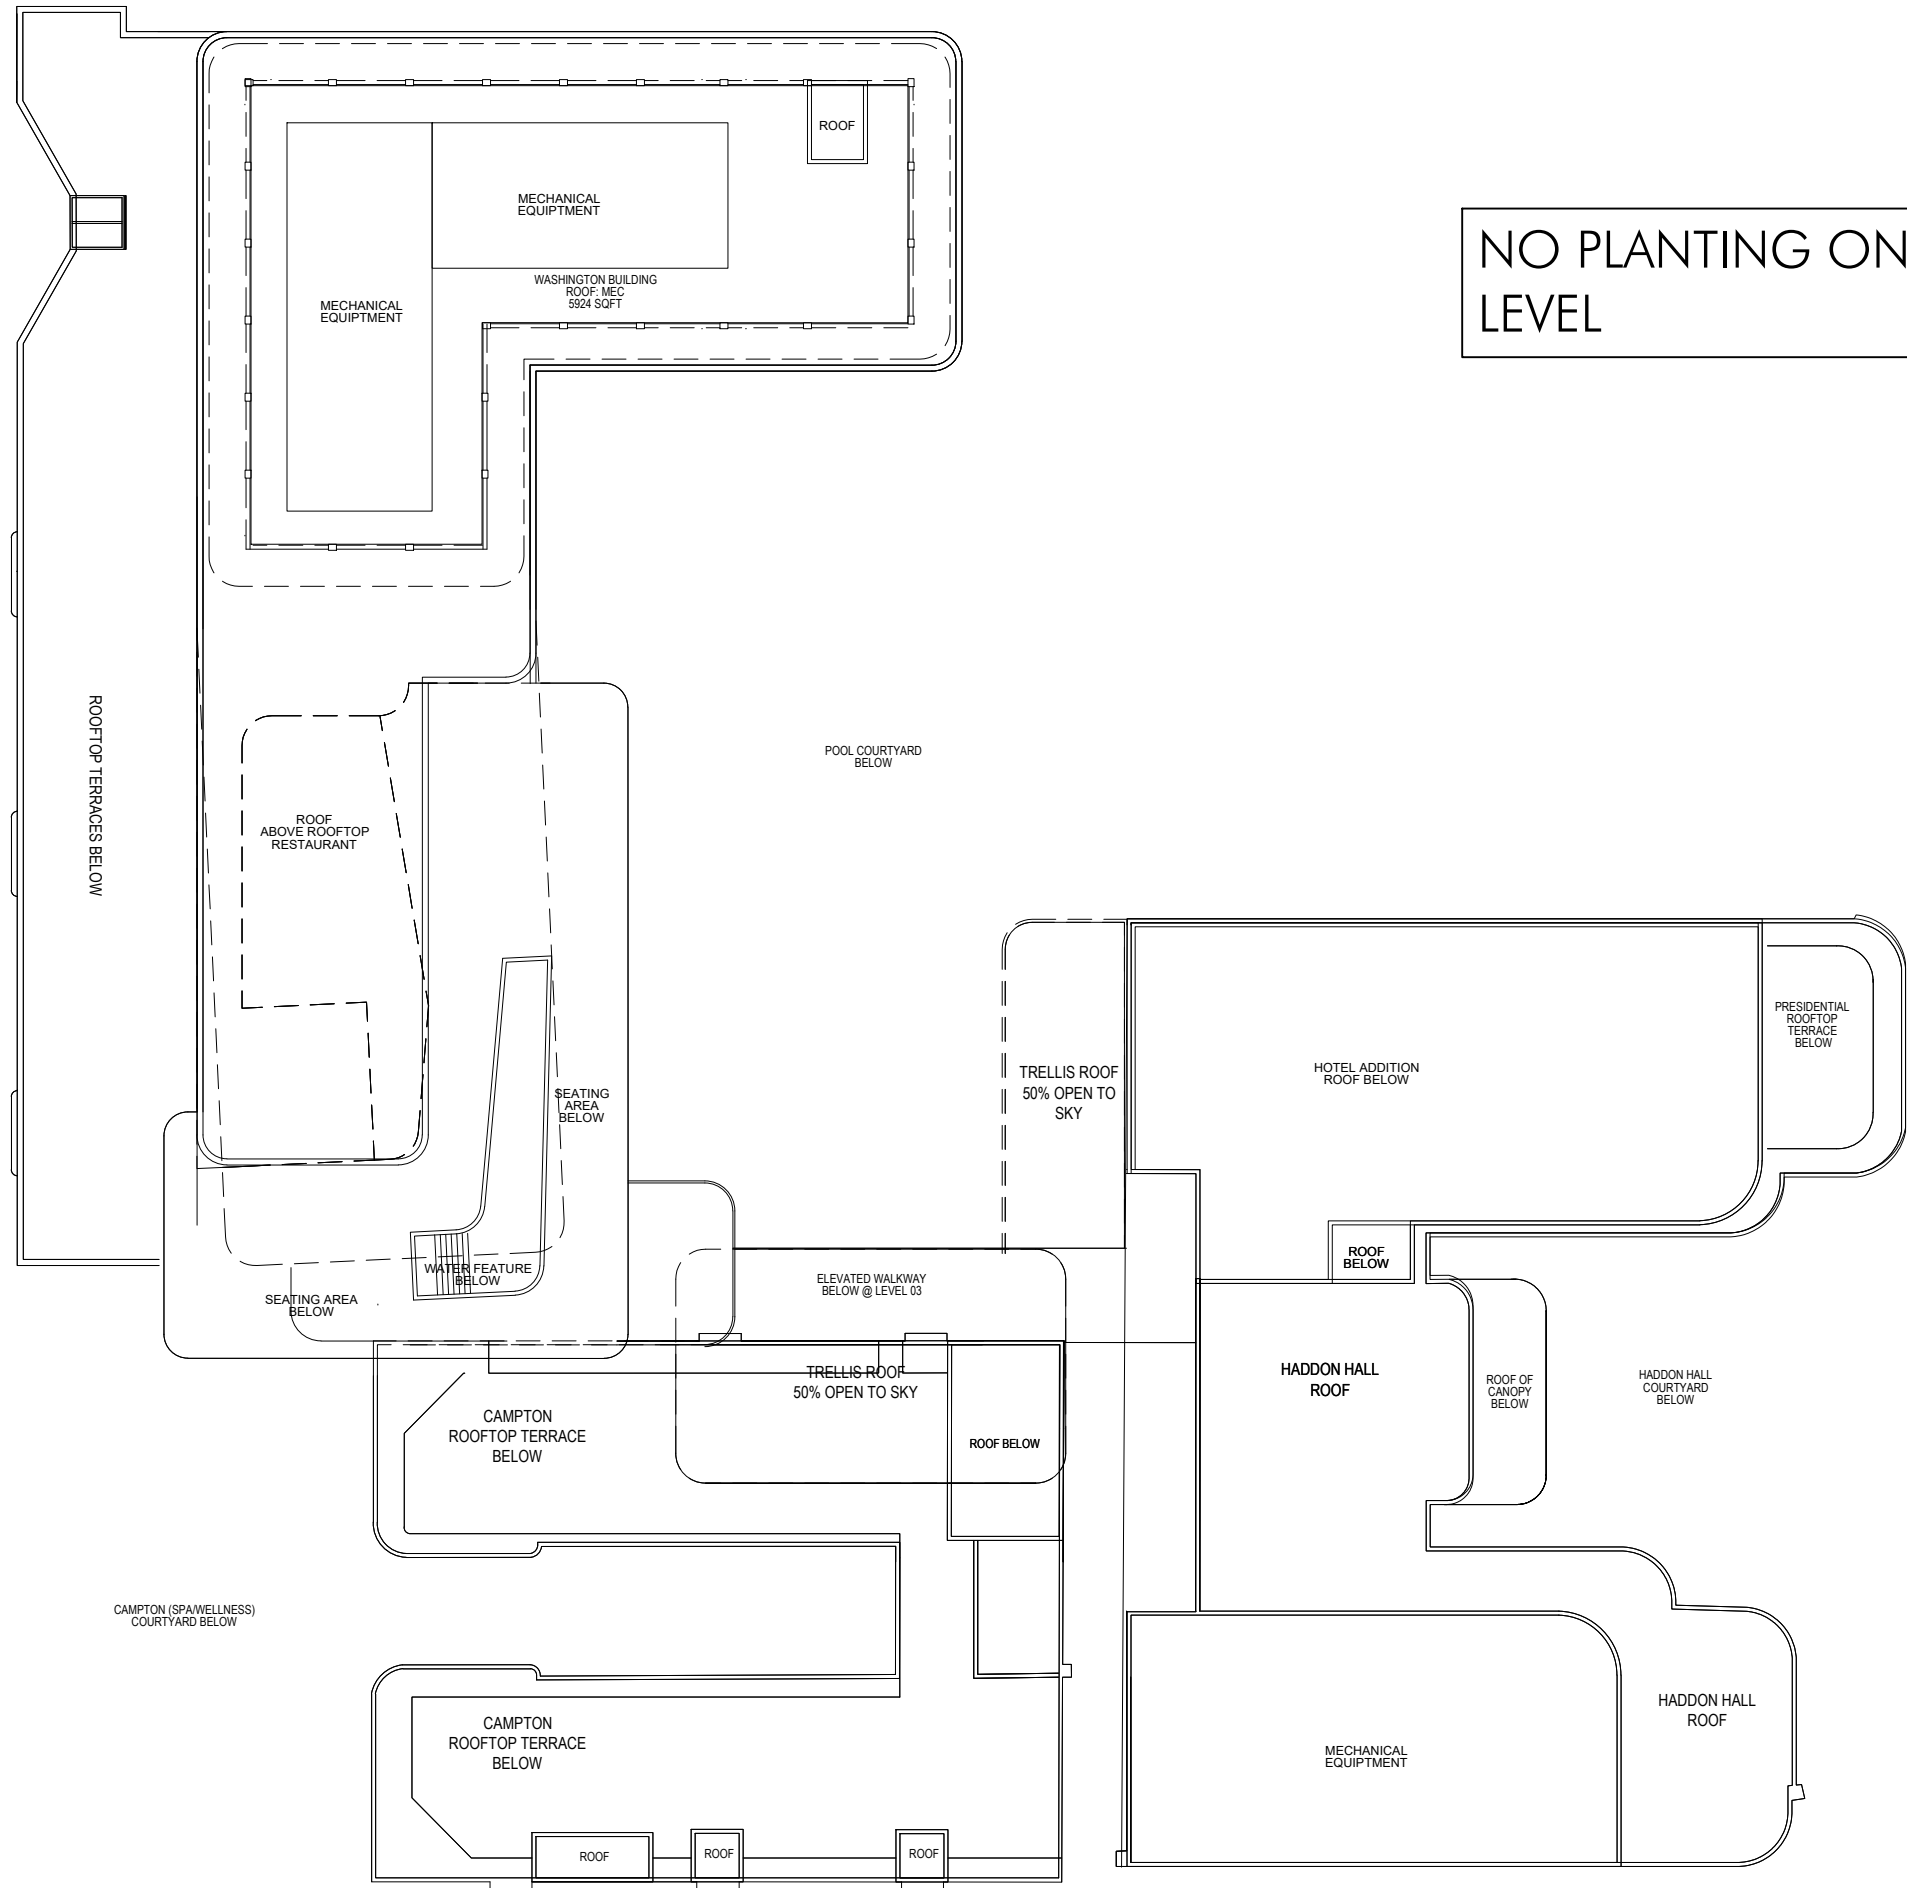 ROOF
MECHANICAL
EQUIPTMENT
NO PLANTING ON
LEVEL
WASHINGTON BUILDING
ROOF: MEC
5924 SQFT
MECHANICAL
EQUIPTMENT
ROOFTOP TERRACES BELOW
POOL COURTYARD
BELOW
ROOF
ABOVE ROOFTOP
RESTAURANT
PRESIDENTIAL
ROOFTOP
TERRACE
BELOW
TRELLIS ROOF
50% OPEN TO
SKY
HOTEL ADDITION
ROOF BELOW
SEATING
AREA
BELOW
ROOF
BELOW
WATER FEATURE
BELOW
ELEVATED WALKWAY
BELOW @ LEVEL 03
SEATING AREA
BELOW
TRELLIS ROOF
50% OPEN TO SKY
HADDON HALL
ROOF
ROOF OF
CANOPY
BELOW
HADDON HALL
COURTYARD
BELOW
CAMPTON
ROOFTOP TERRACE
BELOW
ROOF BELOW
CAMPTON (SPA/WELLNESS)
COURTYARD BELOW
CAMPTON
ROOFTOP TERRACE
BELOW
HADDON HALL
ROOF
MECHANICAL
EQUIPTMENT
ROOF
ROOF
ROOF